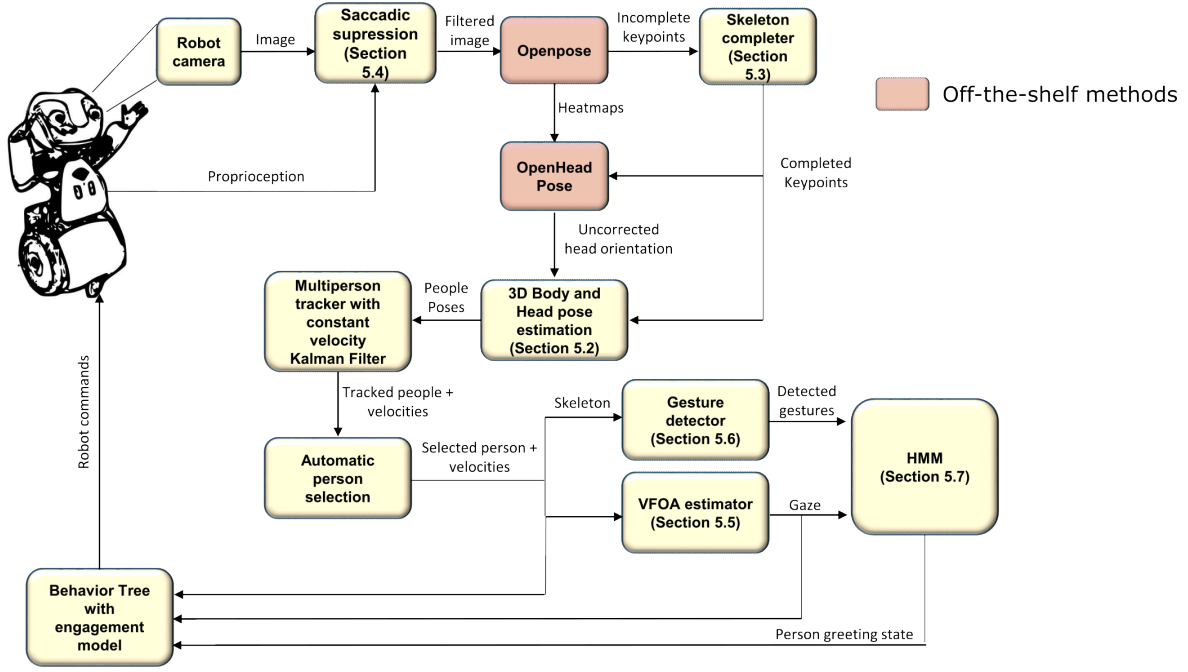 Robot
camera
Image
Saccadic
supression
(Section
5.4)
Filtered
image
Openpose
Incomplete
keypoints
Skeleton
completer
(Section
5.3)
Off-the-shelf methods
Heatmaps
Proprioception
OpenHead
Pose
Completed
Keypoints
Uncorrected
head orientation
Multiperson
tracker with
constant
velocity
Kalman Filter
People
Poses
3D Body and
Head pose
estimation
(Section 5.2)
Robot commands
Tracked people +
velocities
Automatic
person
selection
Selected person +
velocities
Skeleton
Gesture
detector
(Section 5.6)
Detected
gestures
HMM
(Section 5.7)
VFOA estimator
(Section 5.5)
Gaze
Behavior Tree
with
engagement
model
Person greeting state